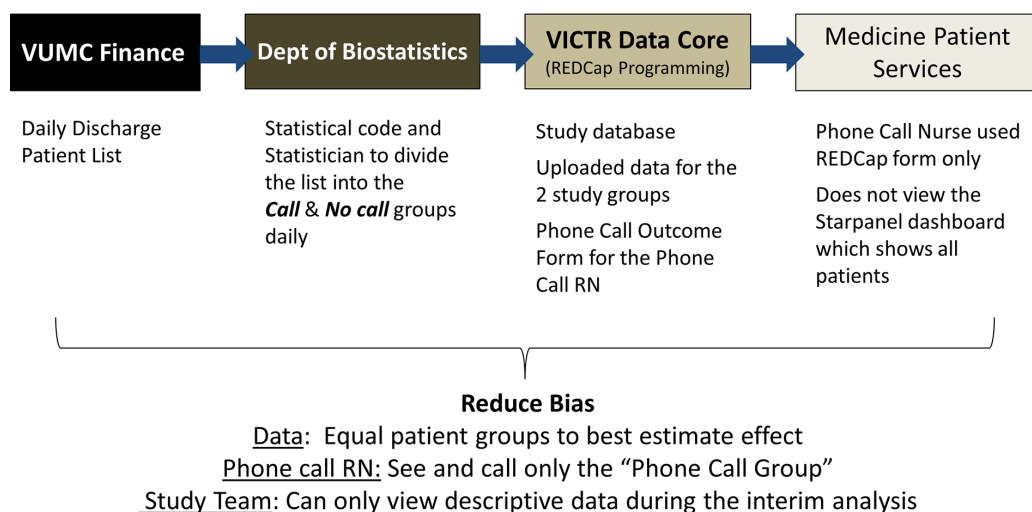 VUMC Finance
Dept of Biostatistics
VICTR Data Core
(REDCap Programming)
Medicine Patient
Services
Daily Discharge
Patient List
Statistical code and
Statistician to divide
the list into the
Call & No call groups
daily
Study database
Uploaded data for the
2 study groups
Phone Call Outcome
Form for the Phone
Call RN
Phone Call Nurse used
REDCap form only
Does not view the
Starpanel dashboard
which shows all
patients
Reduce Bias
Data: Equal patient groups to best estimate effect
Phone call RN: See and call only the “Phone Call Group”
Study Team: Can only view descriptive data during the interim analysis